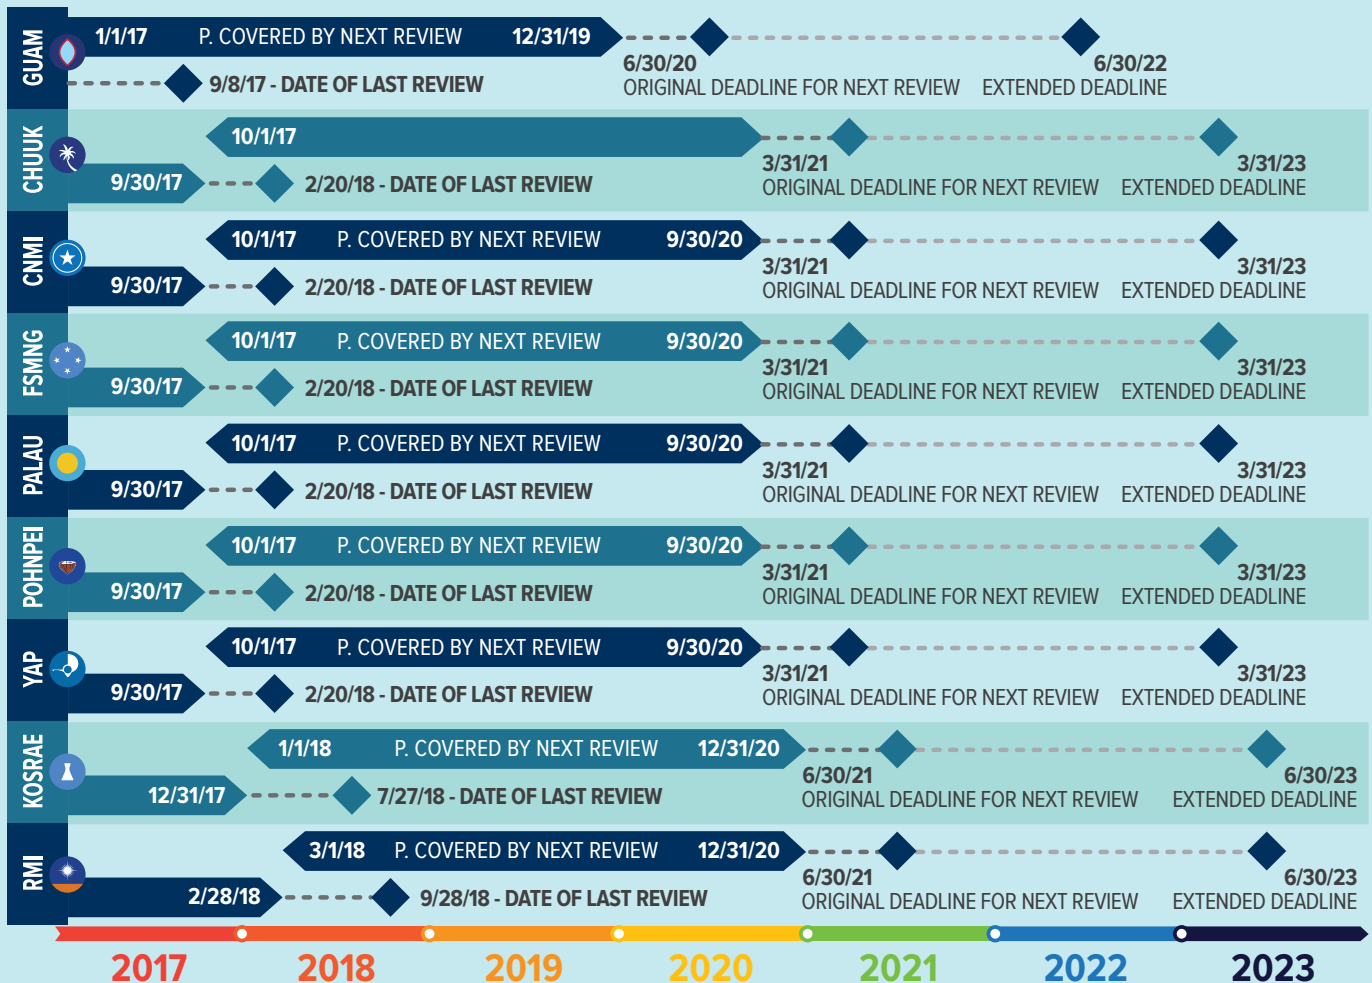 GUAM
1/1/17 P. COVERED BY NEXT REVIEW 12/31/19
6/30/20 6/30/22
9/8/17 - DATE OF LAST REVIEW ORIGINAL DEADLINE FOR NEXT REVIEW EXTENDED DEADLINE
CHUUK
10/1/17
3/31/21 3/31/23
9/30/17 2/20/18 - DATE OF LAST REVIEW ORIGINAL DEADLINE FOR NEXT REVIEW EXTENDED DEADLINE
CNMI
10/1/17 P. COVERED BY NEXT REVIEW 9/30/20
3/31/21 3/31/23
9/30/17 2/20/18 - DATE OF LAST REVIEW ORIGINAL DEADLINE FOR NEXT REVIEW EXTENDED DEADLINE
FSMNG
10/1/17 P. COVERED BY NEXT REVIEW 9/30/20
3/31/21 3/31/23
9/30/17 2/20/18 - DATE OF LAST REVIEW ORIGINAL DEADLINE FOR NEXT REVIEW EXTENDED DEADLINE
PALAU
10/1/17 P. COVERED BY NEXT REVIEW 9/30/20
3/31/21 3/31/23
9/30/17 2/20/18 - DATE OF LAST REVIEW ORIGINAL DEADLINE FOR NEXT REVIEW EXTENDED DEADLINE
POHNPEI
10/1/17 P. COVERED BY NEXT REVIEW 9/30/20
3/31/21 3/31/23
9/30/17 2/20/18 - DATE OF LAST REVIEW ORIGINAL DEADLINE FOR NEXT REVIEW EXTENDED DEADLINE
YAP
10/1/17 P. COVERED BY NEXT REVIEW 9/30/20
3/31/21 3/31/23
9/30/17 2/20/18 - DATE OF LAST REVIEW ORIGINAL DEADLINE FOR NEXT REVIEW EXTENDED DEADLINE
KOSRAE
1/1/18 P. COVERED BY NEXT REVIEW 12/31/20
6/30/21 6/30/23
12/31/17 7/27/18 - DATE OF LAST REVIEW ORIGINAL DEADLINE FOR NEXT REVIEW EXTENDED DEADLINE
RMI
3/1/18 P. COVERED BY NEXT REVIEW 12/31/20
6/30/21 6/30/23
2/28/18 9/28/18 - DATE OF LAST REVIEW ORIGINAL DEADLINE FOR NEXT REVIEW EXTENDED DEADLINE
2017 2018 2019 2020 2021 2022 2023